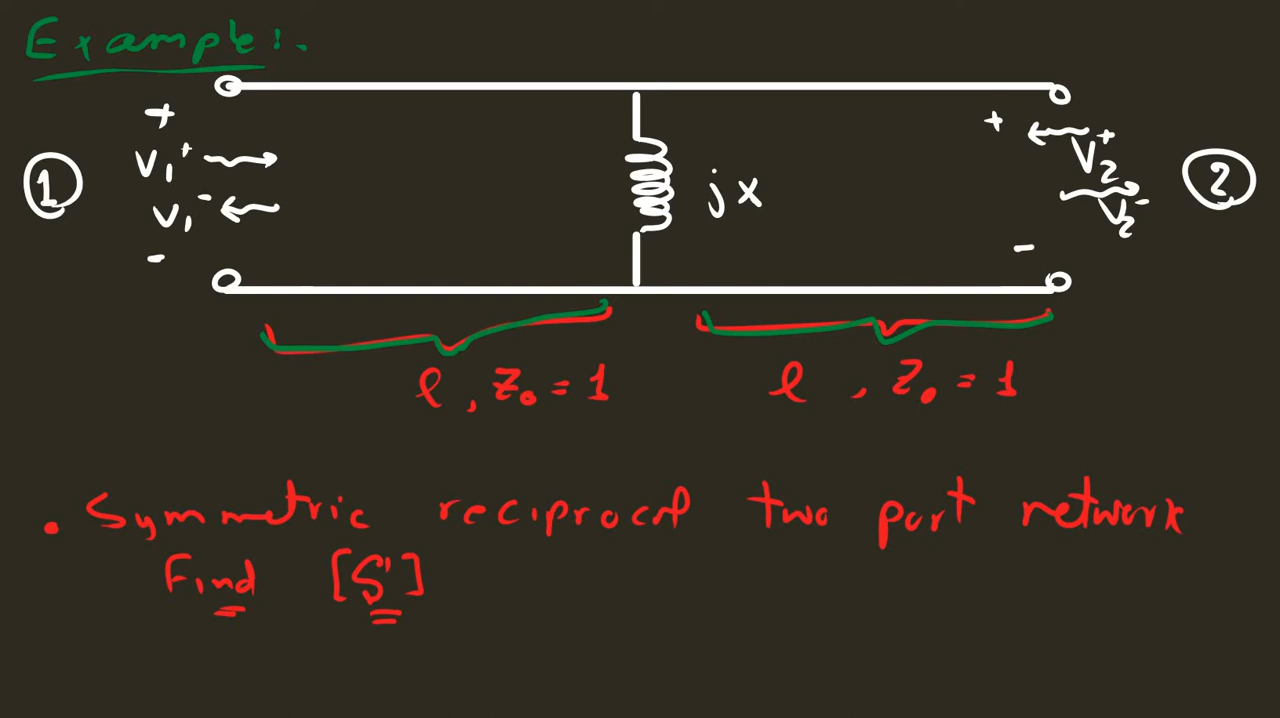 Example:.
+
V₁⁺
V₁⁻
-
①
jx
+
V₂⁺
V₂⁻
-
②
ℓ, Z₀ = 1
ℓ, Z₀ = 1
• Symmetric reciprocal two port network
Find [S']